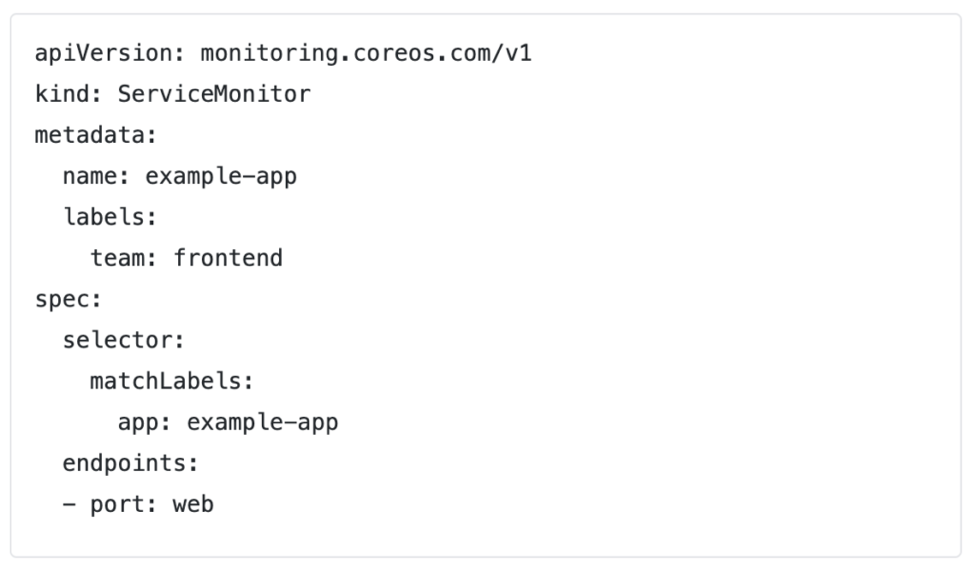 apiVersion: monitoring.coreos.com/v1
kind: ServiceMonitor
metadata:
  name: example-app
  labels:
    team: frontend
spec:
  selector:
    matchLabels:
      app: example-app
  endpoints:
  - port: web